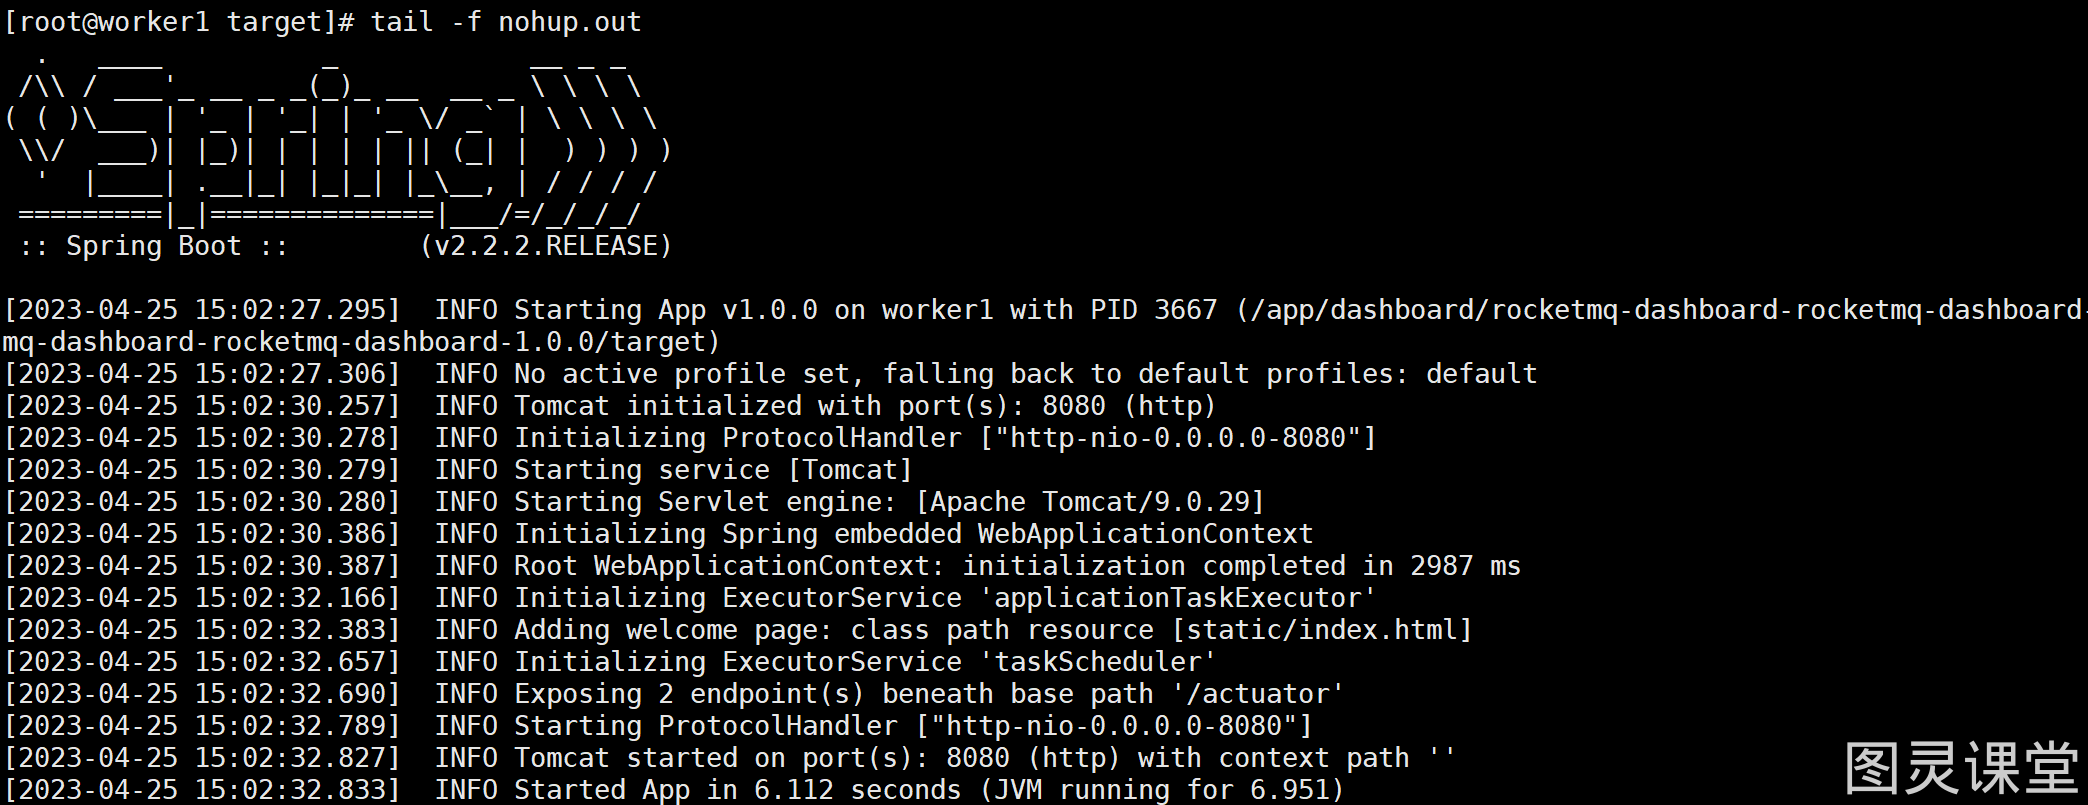 [root@worker1 target]# tail -f nohup.out
  .   ____          _            __ _ _
 /\\ / ___'_ __ _ _(_)_ __  __ _ \ \ \ \
( ( )\___ | '_ | '_| | '_ \/ _` | \ \ \ \
 \\/  ___)| |_)| | | | | || (_| |  ) ) ) )
  '  |____| .__|_| |_|_| |_\__, | / / / /
 =========|_|==============|___/=/_/_/_/
 :: Spring Boot ::        (v2.2.2.RELEASE)

[2023-04-25 15:02:27.295]  INFO Starting App v1.0.0 on worker1 with PID 3667 (/app/dashboard/rocketmq-dashboard-rocketmq-dashboard-
mq-dashboard-rocketmq-dashboard-1.0.0/target)
[2023-04-25 15:02:27.306]  INFO No active profile set, falling back to default profiles: default
[2023-04-25 15:02:30.257]  INFO Tomcat initialized with port(s): 8080 (http)
[2023-04-25 15:02:30.278]  INFO Initializing ProtocolHandler ["http-nio-0.0.0.0-8080"]
[2023-04-25 15:02:30.279]  INFO Starting service [Tomcat]
[2023-04-25 15:02:30.280]  INFO Starting Servlet engine: [Apache Tomcat/9.0.29]
[2023-04-25 15:02:30.386]  INFO Initializing Spring embedded WebApplicationContext
[2023-04-25 15:02:30.387]  INFO Root WebApplicationContext: initialization completed in 2987 ms
[2023-04-25 15:02:32.166]  INFO Initializing ExecutorService 'applicationTaskExecutor'
[2023-04-25 15:02:32.383]  INFO Adding welcome page: class path resource [static/index.html]
[2023-04-25 15:02:32.657]  INFO Initializing ExecutorService 'taskScheduler'
[2023-04-25 15:02:32.690]  INFO Exposing 2 endpoint(s) beneath base path '/actuator'
[2023-04-25 15:02:32.789]  INFO Starting ProtocolHandler ["http-nio-0.0.0.0-8080"]
[2023-04-25 15:02:32.827]  INFO Tomcat started on port(s): 8080 (http) with context path ''
[2023-04-25 15:02:32.833]  INFO Started App in 6.112 seconds (JVM running for 6.951)
图灵课堂